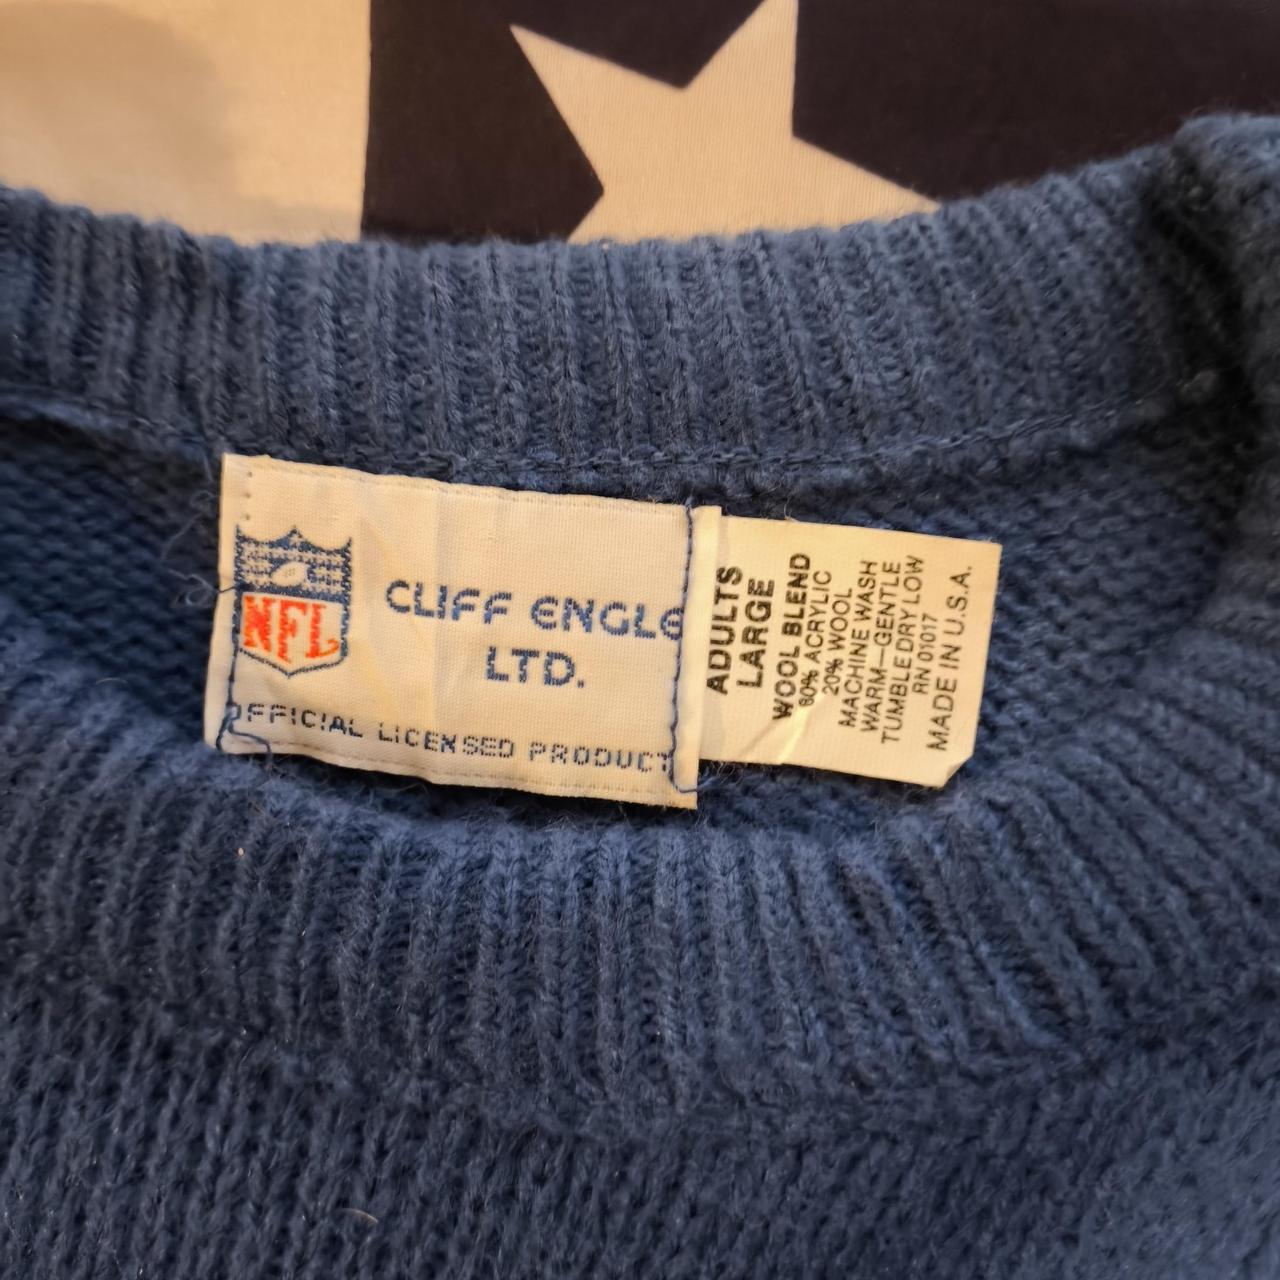 NFL
CLIFF ENGLE
LTD.
OFFICIAL LICENSED PRODUCT
ADULTS
LARGE
WOOL BLEND
80% ACRYLIC
20% WOOL
MACHINE WASH
WARM—GENTLE
TUMBLE DRY LOW
RN 01017
MADE IN U.S.A.